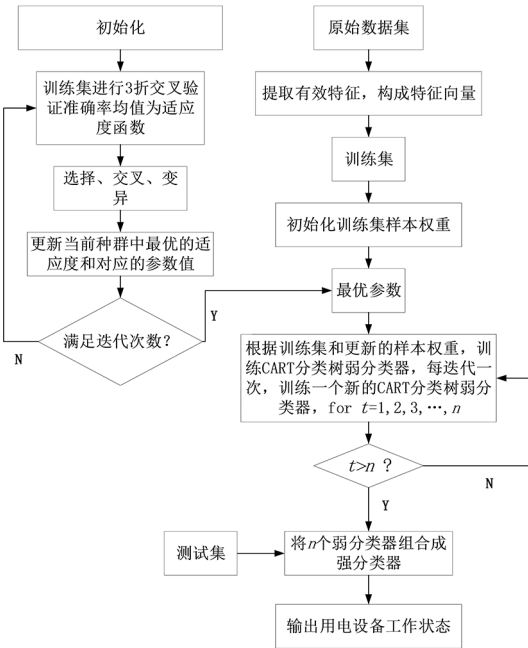 初始化
训练集进行3折交叉验
证准确率均值为适应
度函数
选择、交叉、变
异
更新当前种群中最优的适
应度和对应的参数值
满足迭代次数?
N
Y
原始数据集
提取有效特征，构成特征向量
训练集
初始化训练集样本权重
最优参数
根据训练集和更新的样本权重，训
练CART分类树弱分类器，每迭代一
次，训练一个新的CART分类树弱分
类器，for t=1,2,3,…,n
t>n ?
N
Y
测试集
将n个弱分类器组合成
强分类器
输出用电设备工作状态